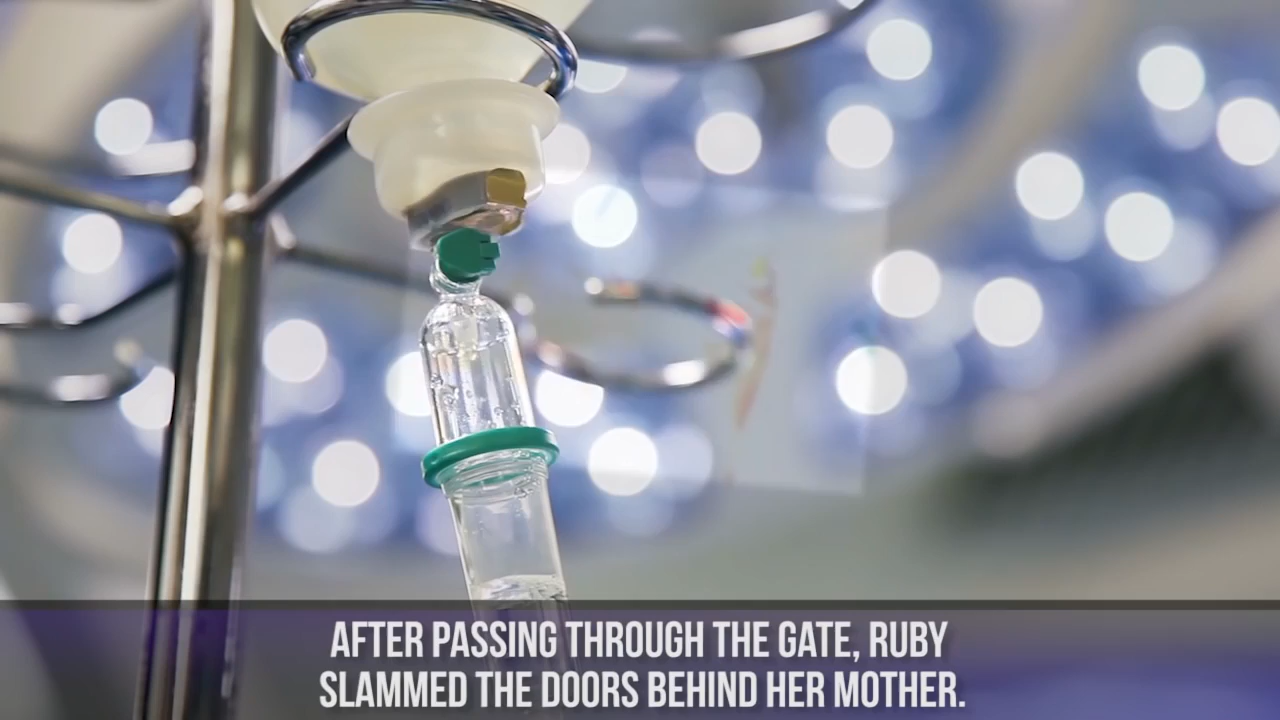 AFTER PASSING THROUGH THE GATE, RUBY
SLAMMED THE DOORS BEHIND HER MOTHER.